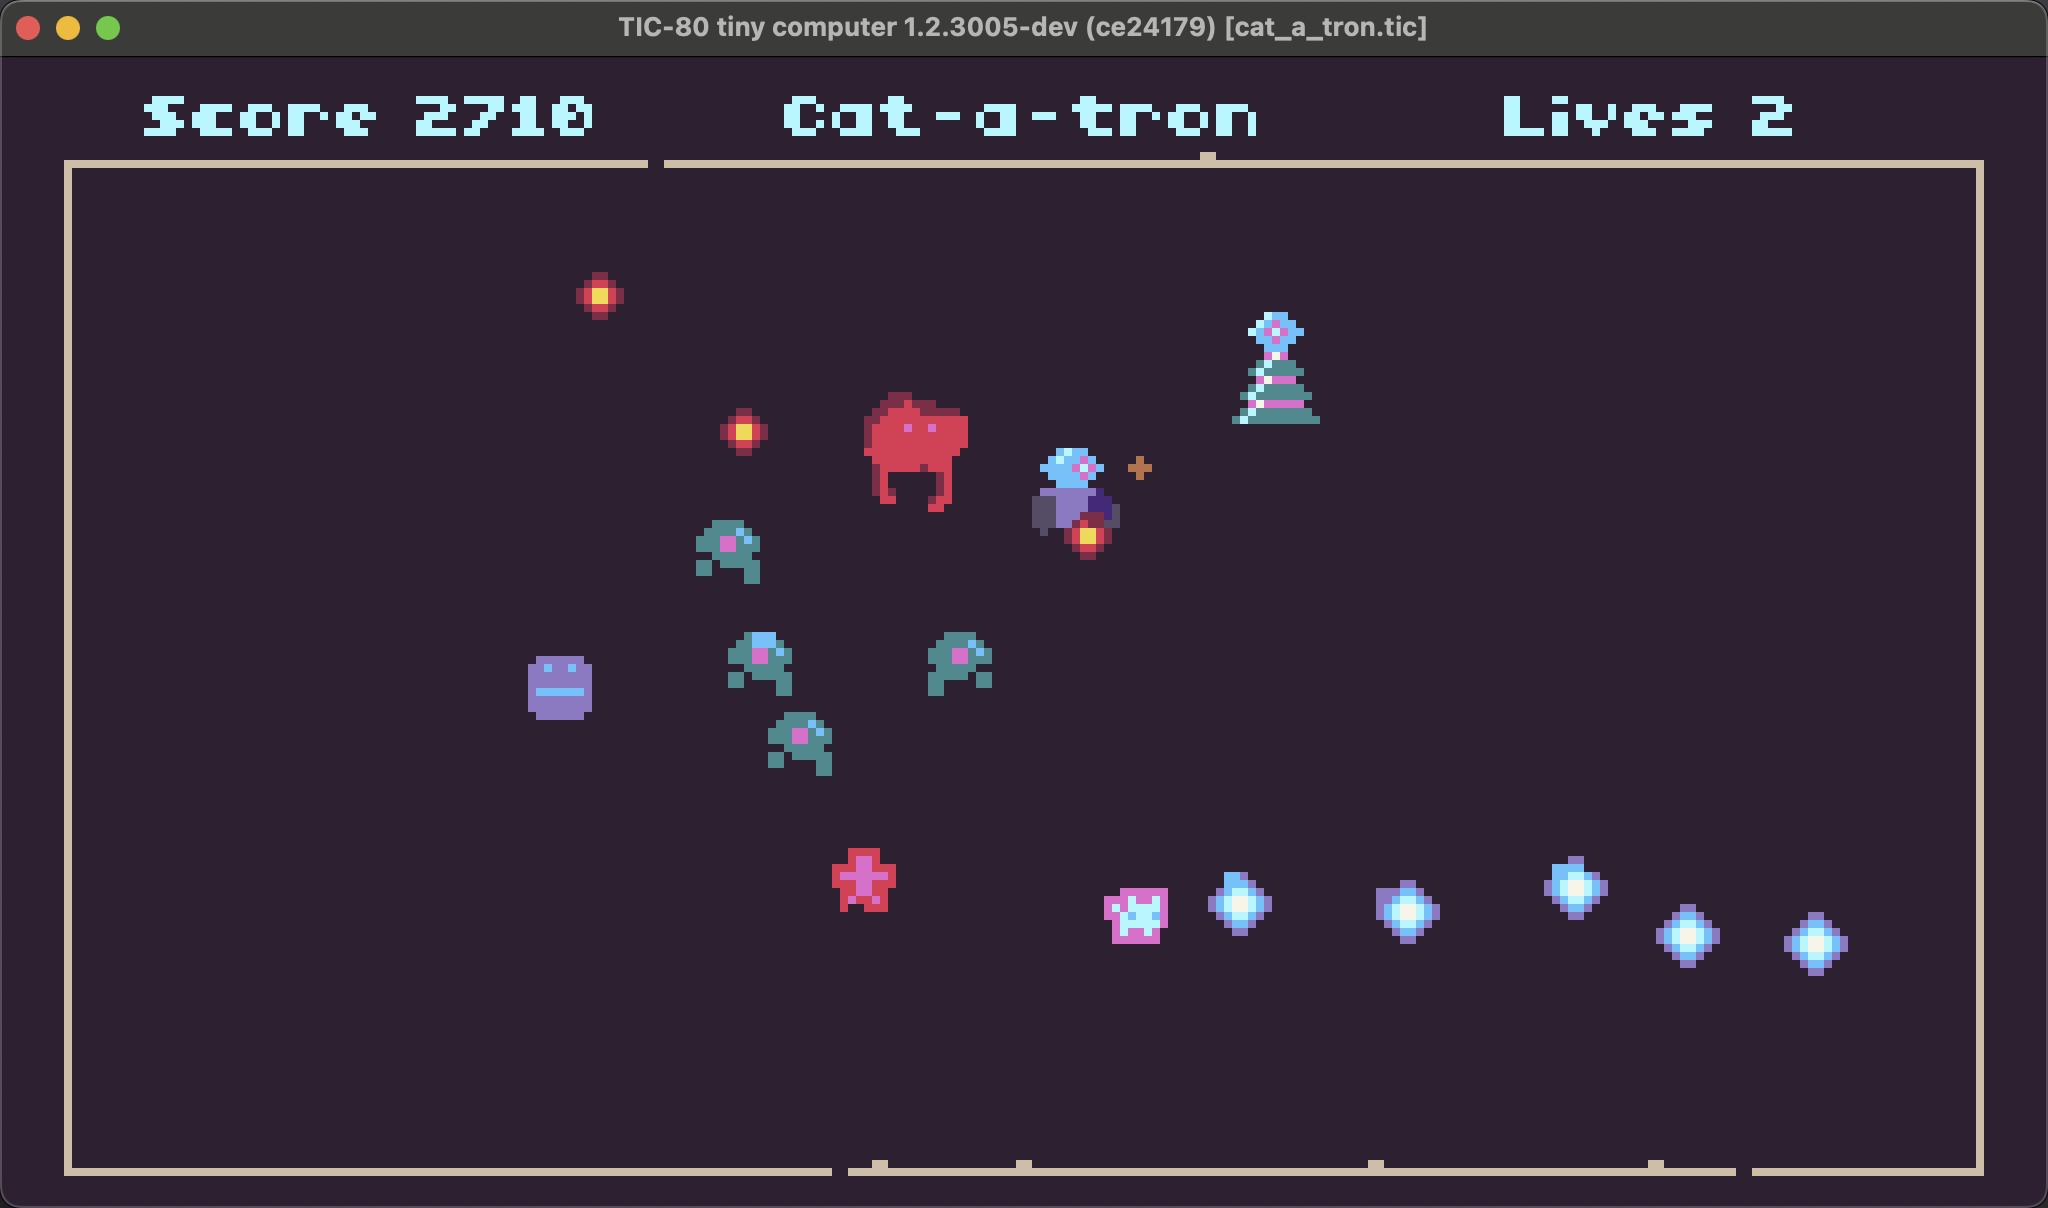 TIC-80 tiny computer 1.2.3005-dev (ce24179) [cat_a_tron.tic]
Score 2710 Cat-a-tron Lives 2